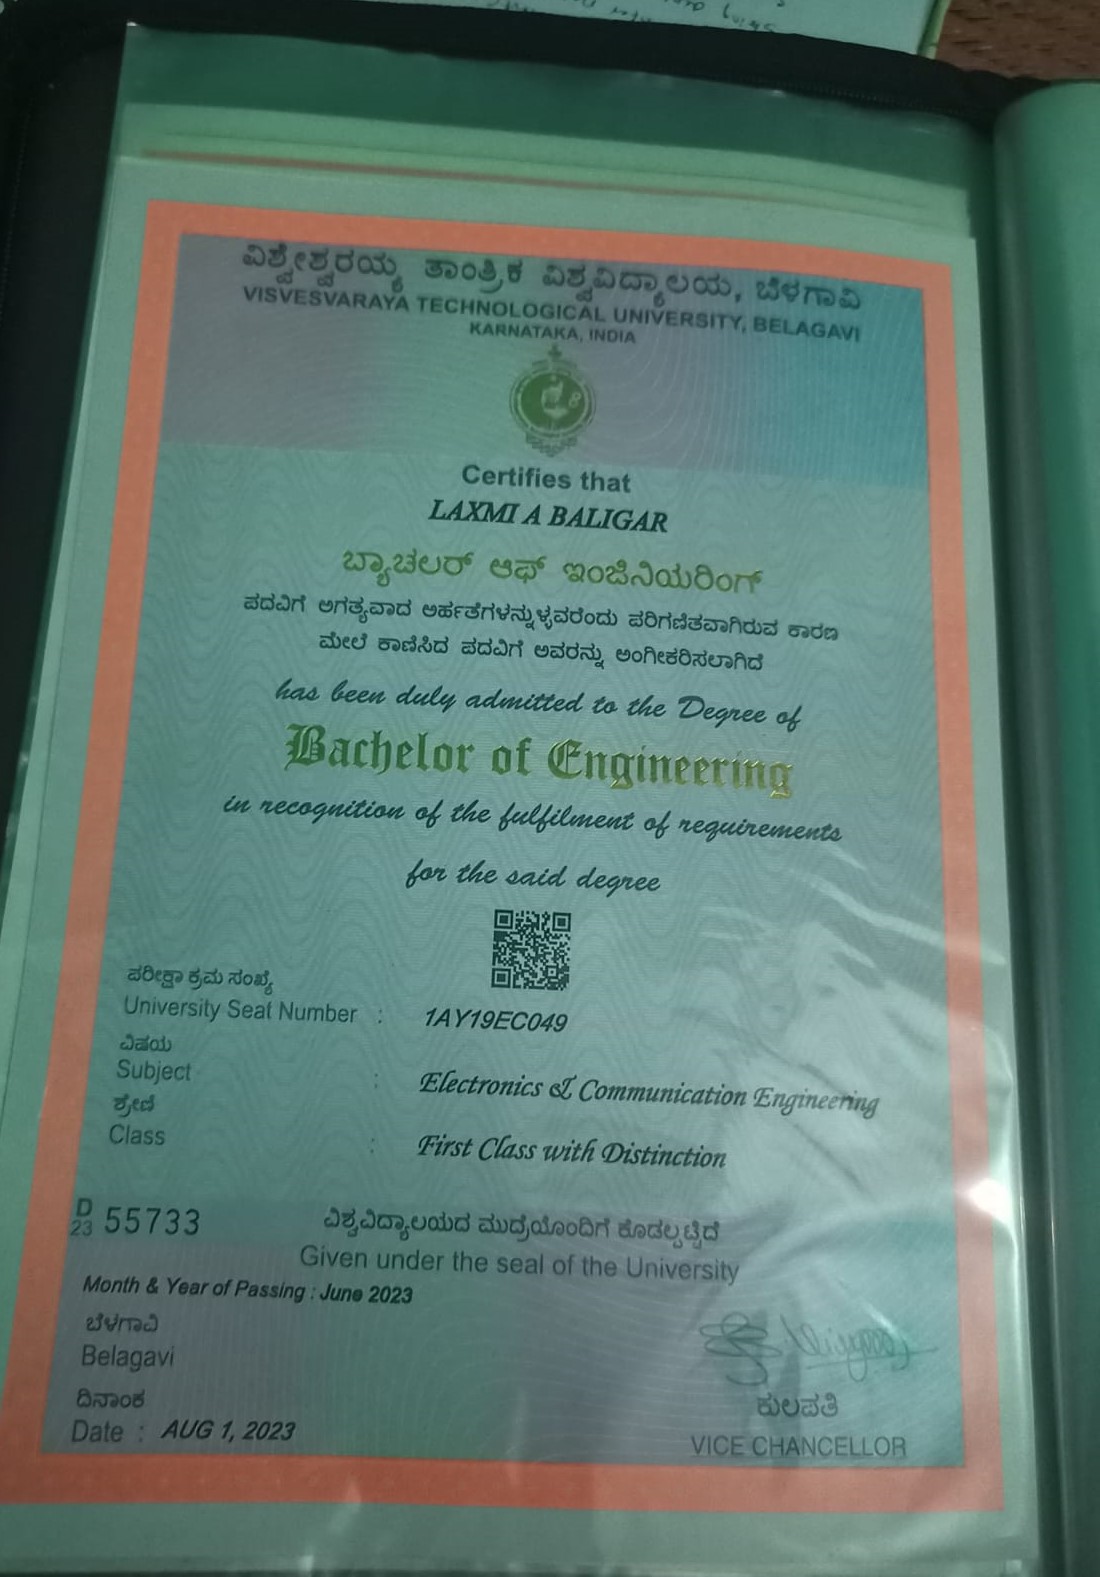 ವಿಶ್ವೇಶ್ವರಯ್ಯ ತಾಂತ್ರಿಕ ವಿಶ್ವವಿದ್ಯಾಲಯ, ಬೆಳಗಾವಿ
VISVESVARAYA TECHNOLOGICAL UNIVERSITY, BELAGAVI
KARNATAKA, INDIA
Certifies that
LAXMI A BALIGAR
ಬ್ಯಾಚಲರ್ ಆಫ್ ಇಂಜಿನಿಯರಿಂಗ್
ಪದವಿಗೆ ಅಗತ್ಯವಾದ ಅರ್ಹತೆಗಳನ್ನುಳ್ಳವರೆಂದು ಪರಿಗಣಿತವಾಗಿರುವ ಕಾರಣ
ಮೇಲೆ ಕಾಣಿಸಿದ ಪದವಿಗೆ ಅವರನ್ನು ಅಂಗೀಕರಿಸಲಾಗಿದೆ
has been duly admitted to the Degree of
Bachelor of Engineering
in recognition of the fulfilment of requirements
for the said degree
ಪರೀಕ್ಷಾ ಕ್ರಮ ಸಂಖ್ಯೆ
University Seat Number : 1AY19EC049
ವಿಷಯ
Subject : Electronics & Communication Engineering
ಶ್ರೇಣಿ
Class : First Class with Distinction
D 23 55733 ವಿಶ್ವವಿದ್ಯಾಲಯದ ಮುದ್ರೆಯೊಂದಿಗೆ ಕೊಡಲ್ಪಟ್ಟಿದೆ
Given under the seal of the University
Month & Year of Passing : June 2023
ಬೆಳಗಾವಿ
Belagavi
ದಿನಾಂಕ
Date : AUG 1, 2023
ಕುಲಪತಿ
VICE CHANCELLOR